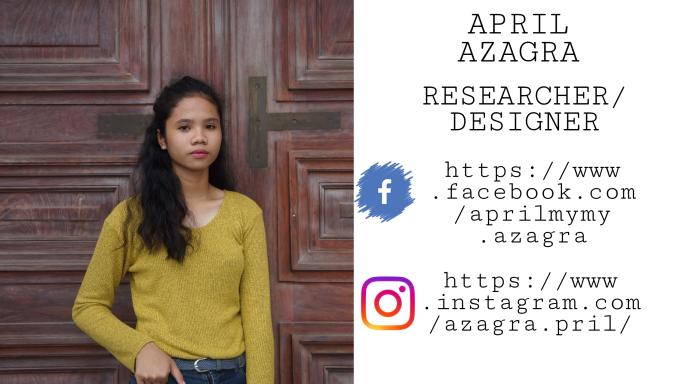 APRIL
AZAGRA
RESEARCHER/
DESIGNER
https://www
.facebook.com
/aprilmymy
.azagra
https://www
.instagram.com
/azagra.pril/